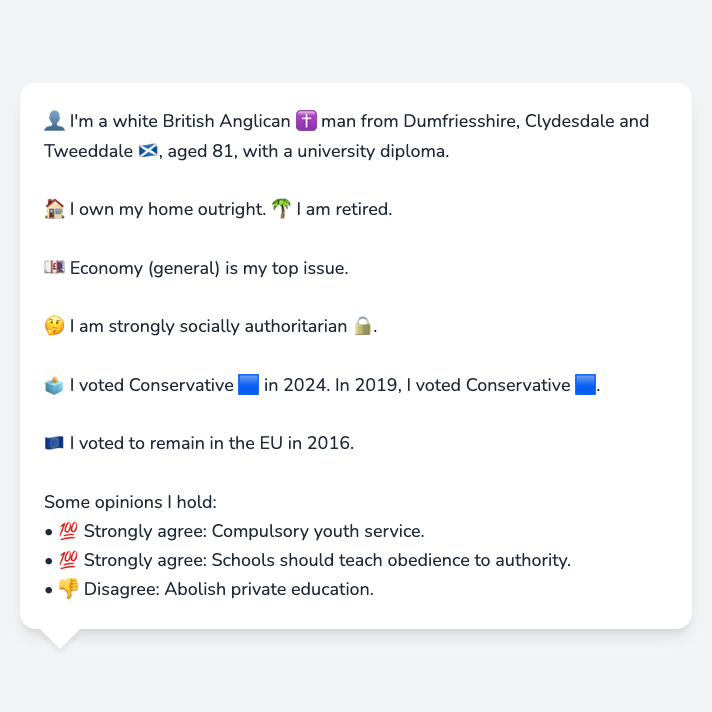 👤 I'm a white British Anglican ✝️ man from Dumfriesshire, Clydesdale and
Tweeddale 🏴󠁧󠁢󠁳󠁣󠁴󠁿, aged 81, with a university diploma.
🏠 I own my home outright. 🌴 I am retired.
💷 Economy (general) is my top issue.
🤔 I am strongly socially authoritarian 🔒.
🗳️ I voted Conservative 🟦 in 2024. In 2019, I voted Conservative 🟦.
🇪🇺 I voted to remain in the EU in 2016.
Some opinions I hold:
• 💯 Strongly agree: Compulsory youth service.
• 💯 Strongly agree: Schools should teach obedience to authority.
• 👎 Disagree: Abolish private education.